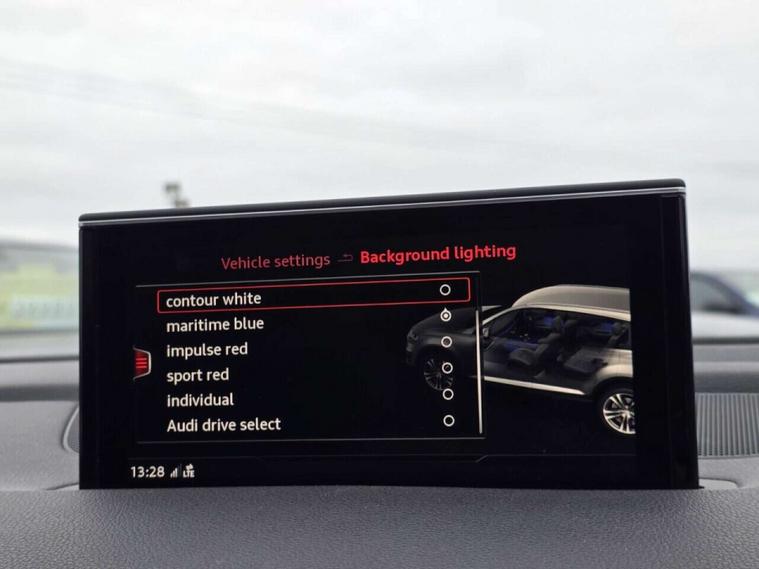 Vehicle settings Background lighting
contour white
maritime blue
impulse red
sport red
individual
Audi drive select
13:28 LTE